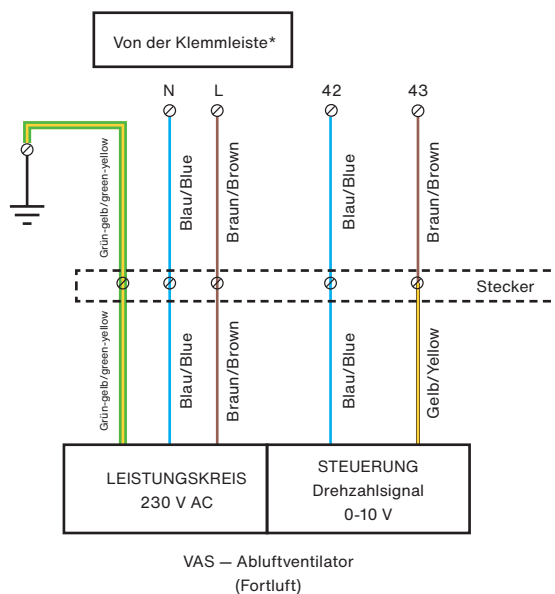 Von der Klemmleiste*
N
L
42
43
Grün-gelb/green-yellow
Blau/Blue
Braun/Brown
Blau/Blue
Braun/Brown
Stecker
Grün-gelb/green-yellow
Blau/Blue
Braun/Brown
Blau/Blue
Gelb/Yellow
LEISTUNGSKREIS
230 V AC
STEUERUNG
Drehzahlsignal
0-10 V
VAS — Abluftventilator
(Fortluft)